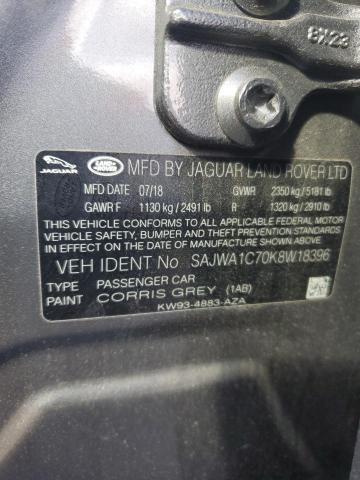 8X23
JAGUAR
LAND ROVER
MFD BY JAGUAR LAND ROVER LTD
MFD DATE 07/18 GVWR 2350 kg / 5181 lb
GAWR F 1130 kg / 2491 lb R 1320 kg / 2910 lb
THIS VEHICLE CONFORMS TO ALL APPLICABLE FEDERAL MOTOR
VEHICLE SAFETY, BUMPER, AND THEFT PREVENTION STANDARDS
IN EFFECT ON THE DATE OF MANUFACTURE SHOWN ABOVE.
VEH IDENT No SAJWA1C70K8W18396
TYPE PASSENGER CAR
PAINT CORRIS GREY (1AB)
KW93-4883-AZA